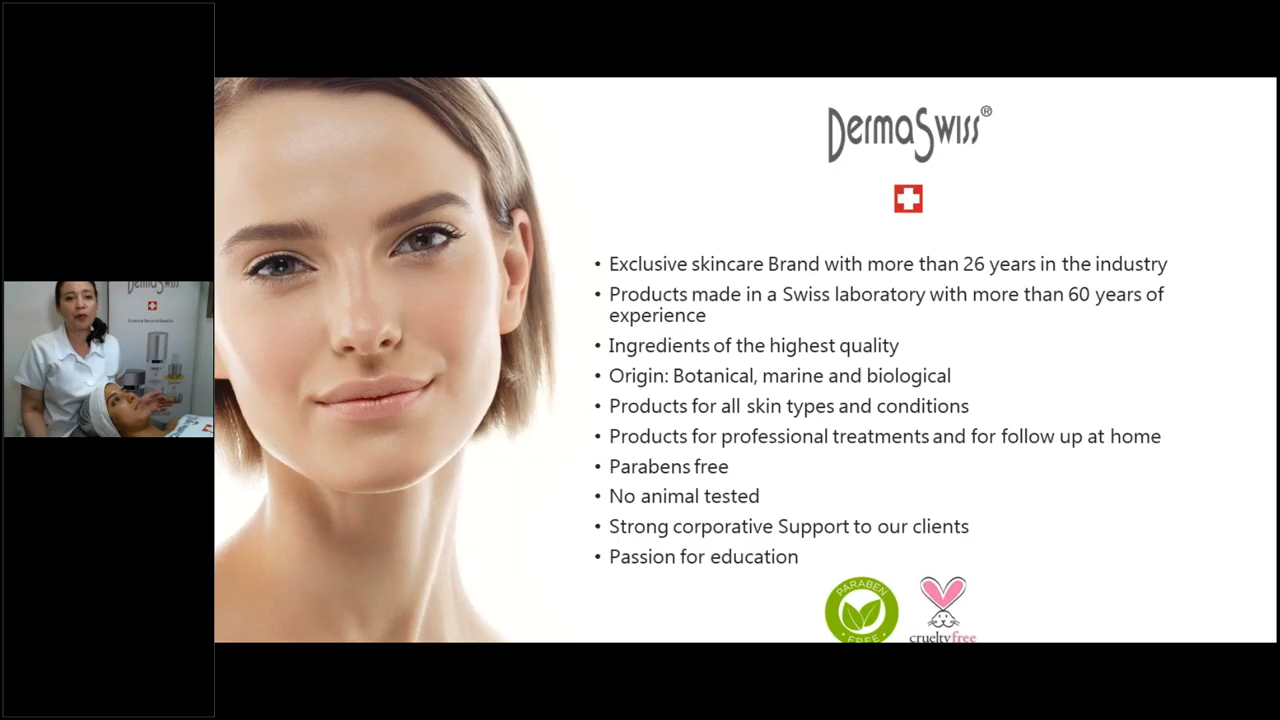 DermaSwiss®
• Exclusive skincare Brand with more than 26 years in the industry
• Products made in a Swiss laboratory with more than 60 years of
experience
• Ingredients of the highest quality
• Origin: Botanical, marine and biological
• Products for all skin types and conditions
• Products for professional treatments and for follow up at home
• Parabens free
• No animal tested
• Strong corporative Support to our clients
• Passion for education
PARABEN
• FREE •
crueltyfree
DermaSwiss